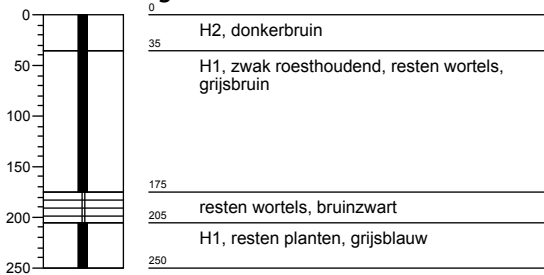 0
0
H2, donkerbruin
35
50
H1, zwak roesthoudend, resten wortels,
grijsbruin
100
150
175
resten wortels, bruinzwart
200
205
H1, resten planten, grijsblauw
250
250